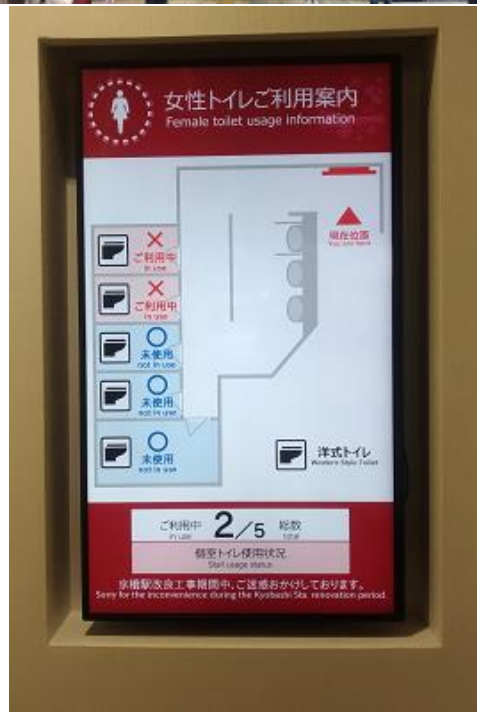 女性トイレご利用案内
Female toilet usage information
現在位置
You are here
ご利用中
in use
ご利用中
in use
未使用
not in use
未使用
not in use
未使用
not in use
洋式トイレ
Western Style Toilet
ご利用中 2/5 総数
in use total
個室トイレ使用状況
Stall usage status
京橋駅改良工事期間中、ご迷惑おかけしております。
Sorry for the inconvenience during the Kyobashi Sta. renovation period